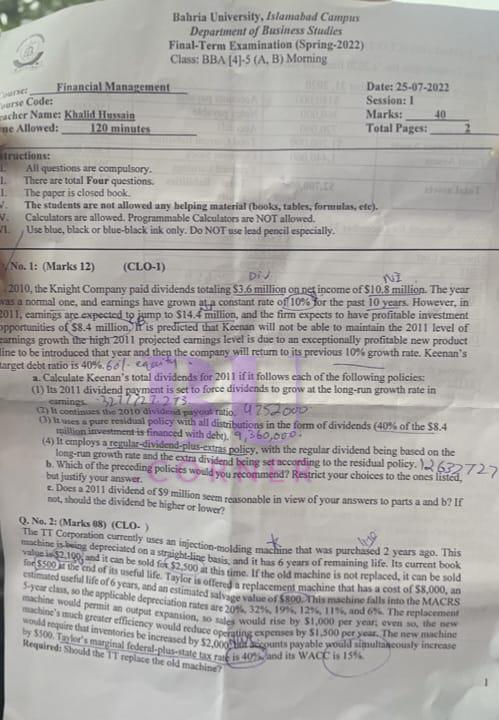 Bahria University, Islamabad Campus
Department of Business Studies
Final-Term Examination (Spring-2022)
Class: BBA [4]-5 (A, B) Morning
Course: Financial Management
Date: 25-07-2022
Course Code:
Session: I
acher Name: Khalid Hussain
Marks: 40
me Allowed: 120 minutes
Total Pages: 2
structions:
I. All questions are compulsory.
I. There are total Four questions.
I. The paper is closed book.
V. The students are not allowed any helping material (books, tables, formulas, etc).
V. Calculators are allowed. Programmable Calculators are NOT allowed.
VI. Use blue, black or blue-black ink only. Do NOT use lead pencil especially.
Q. No. 1: (Marks 12) (CLO-1)
Div NI
2010, the Knight Company paid dividends totaling $3.6 million on net income of $10.8 million. The year
was a normal one, and earnings have grown at a constant rate of 10% for the past 10 years. However, in
2011, earnings are expected to jump to $14.4 million, and the firm expects to have profitable investment
opportunities of $8.4 million. It is predicted that Keenan will not be able to maintain the 2011 level of
earnings growth the high 2011 projected earnings level is due to an exceptionally profitable new product
line to be introduced that year and then the company will return to its previous 10% growth rate. Keenan's
target debt ratio is 40%. 60% equity
a. Calculate Keenan's total dividends for 2011 if it follows each of the following policies:
(1) Its 2011 dividend payment is set to force dividends to grow at the long-run growth rate in
earnings.
(2) It continues the 2010 dividend payout ratio. 4752000
(3) It uses a pure residual policy with all distributions in the form of dividends (40% of the $8.4
million investment is financed with debt). 9,360,000
(4) It employs a regular-dividend-plus-extras policy, with the regular dividend being based on the
long-run growth rate and the extra dividend being set according to the residual policy. 12637727
b. Which of the preceding policies would you recommend? Restrict your choices to the ones listed,
but justify answer.
c. Does a 2011 dividend of $9 million seem reasonable in view of your answers to parts a and b? If
not, should the dividend be higher or lower?
CORNER
Q. No. 2: (Marks 08) (CLO- )
The TT Corporation currently uses an injection-molding machine that was purchased 2 years ago. This
machine is being depreciated on a straight-line basis, and it has 6 years of remaining life. Its current book
value is $2,100, and it can be sold for $2,500 at this time. If the old machine is not replaced, it can be sold
for $500 at the end of its useful life. Taylor is offered a replacement machine that has a cost of $8,000, an
estimated useful life of 6 years, and an estimated salvage value of $800. This machine falls into the MACRS
5-year class, so the applicable depreciation rates are 20%, 32%, 19%, 12%, 11%, and 6%. The replacement
machine would permit an output expansion, so sales would rise by $1,000 per year; even so, the new
machine's much greater efficiency would reduce operating expenses by $1,500 per year. The new machine
would require that inventories be increased by $2,000, accounts payable would simultaneously increase
by $500. Taylor's marginal federal-plus-state tax rate is 40%, and its WACC is 15%.
Required: Should the TT replace the old machine?
1